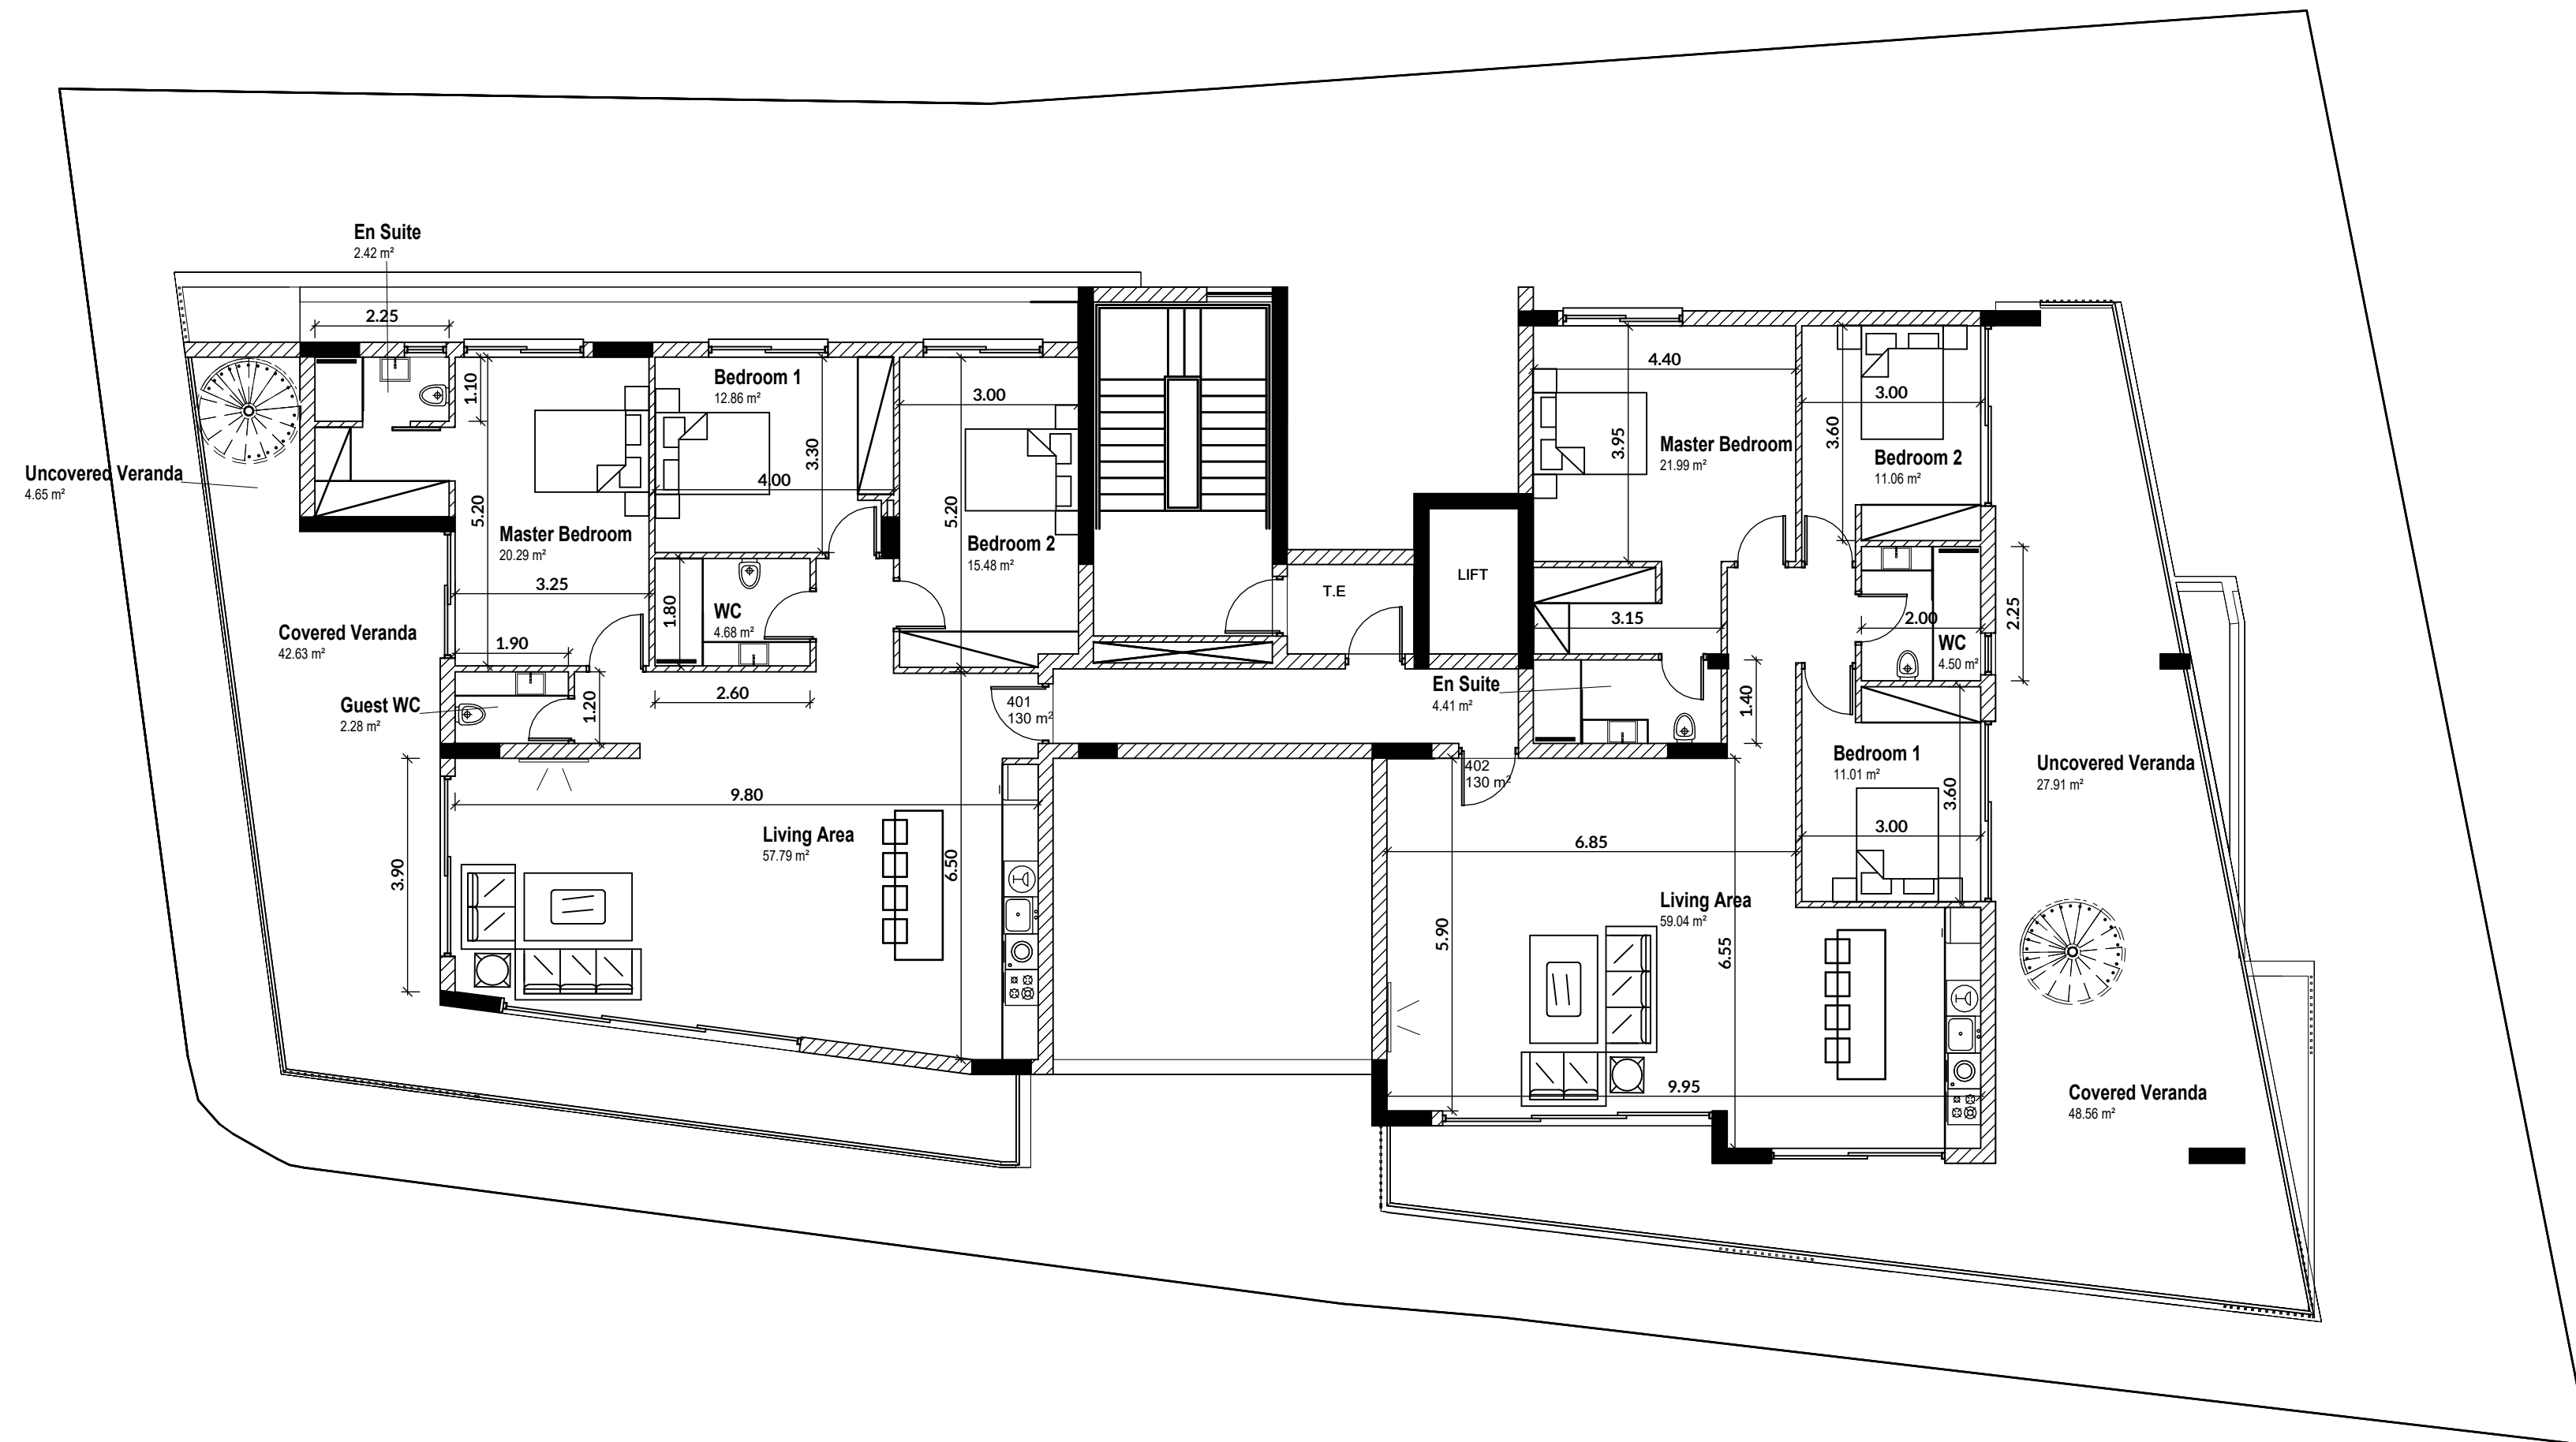 En Suite
2.42 m²
2.25
1.10
Uncovered Veranda
4.65 m²
5.20
Master Bedroom
20.29 m²
3.25
1.90
Bedroom 1
12.86 m²
3.30
4.00
3.00
5.20
Bedroom 2
15.48 m²
WC
4.68 m²
1.80
2.60
Covered Veranda
42.63 m²
Guest WC
2.28 m²
1.20
401
130 m²
3.90
9.80
Living Area
57.79 m²
6.50
T.E
LIFT
4.40
3.95
Master Bedroom
21.99 m²
3.00
3.60
Bedroom 2
11.06 m²
3.15
2.00
WC
4.50 m²
2.25
En Suite
4.41 m²
1.40
402
130 m²
Bedroom 1
11.01 m²
3.60
3.00
Uncovered Veranda
27.91 m²
6.85
5.90
Living Area
59.04 m²
6.55
9.95
Covered Veranda
48.56 m²